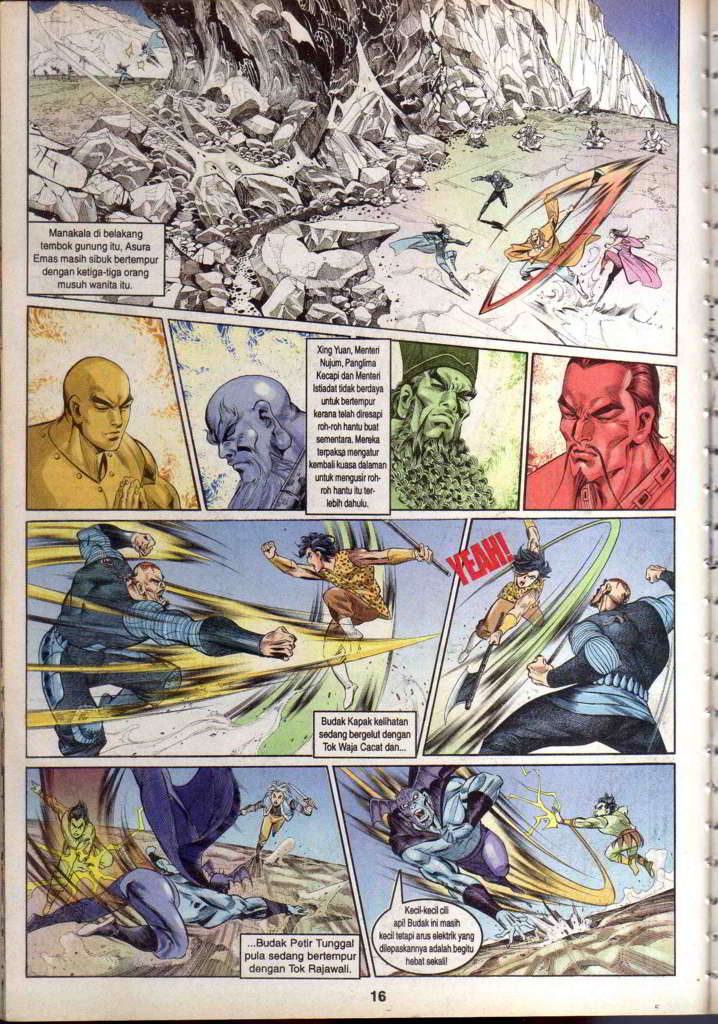 Manakala di belakang
tembok gunung itu, Asura
Emas masih sibuk bertempur
dengan ketiga-tiga orang
musuh wanita itu.
Xing Yuan, Menteri
Nujum, Panglima
Kecapi dan Menteri
Istiadat tidak berdaya
untuk bertempur
kerana telah diresapi
roh-roh hantu buat
sementara. Mereka
terpaksa mengatur
kembali kuasa dalaman
untuk mengusir roh-
roh hantu itu ter-
lebih dahulu.
YEAH!
Budak Kapak kelihatan
sedang bergelut dengan
Tok Waja Cacat dan...
...Budak Petir Tunggal
pula sedang bertempur
dengan Tok Rajawali.
Kecil-kecil cili
api! Budak ini masih
kecil tetapi arus elektrik yang
dilepaskannya adalah begitu
hebat sekali!
16